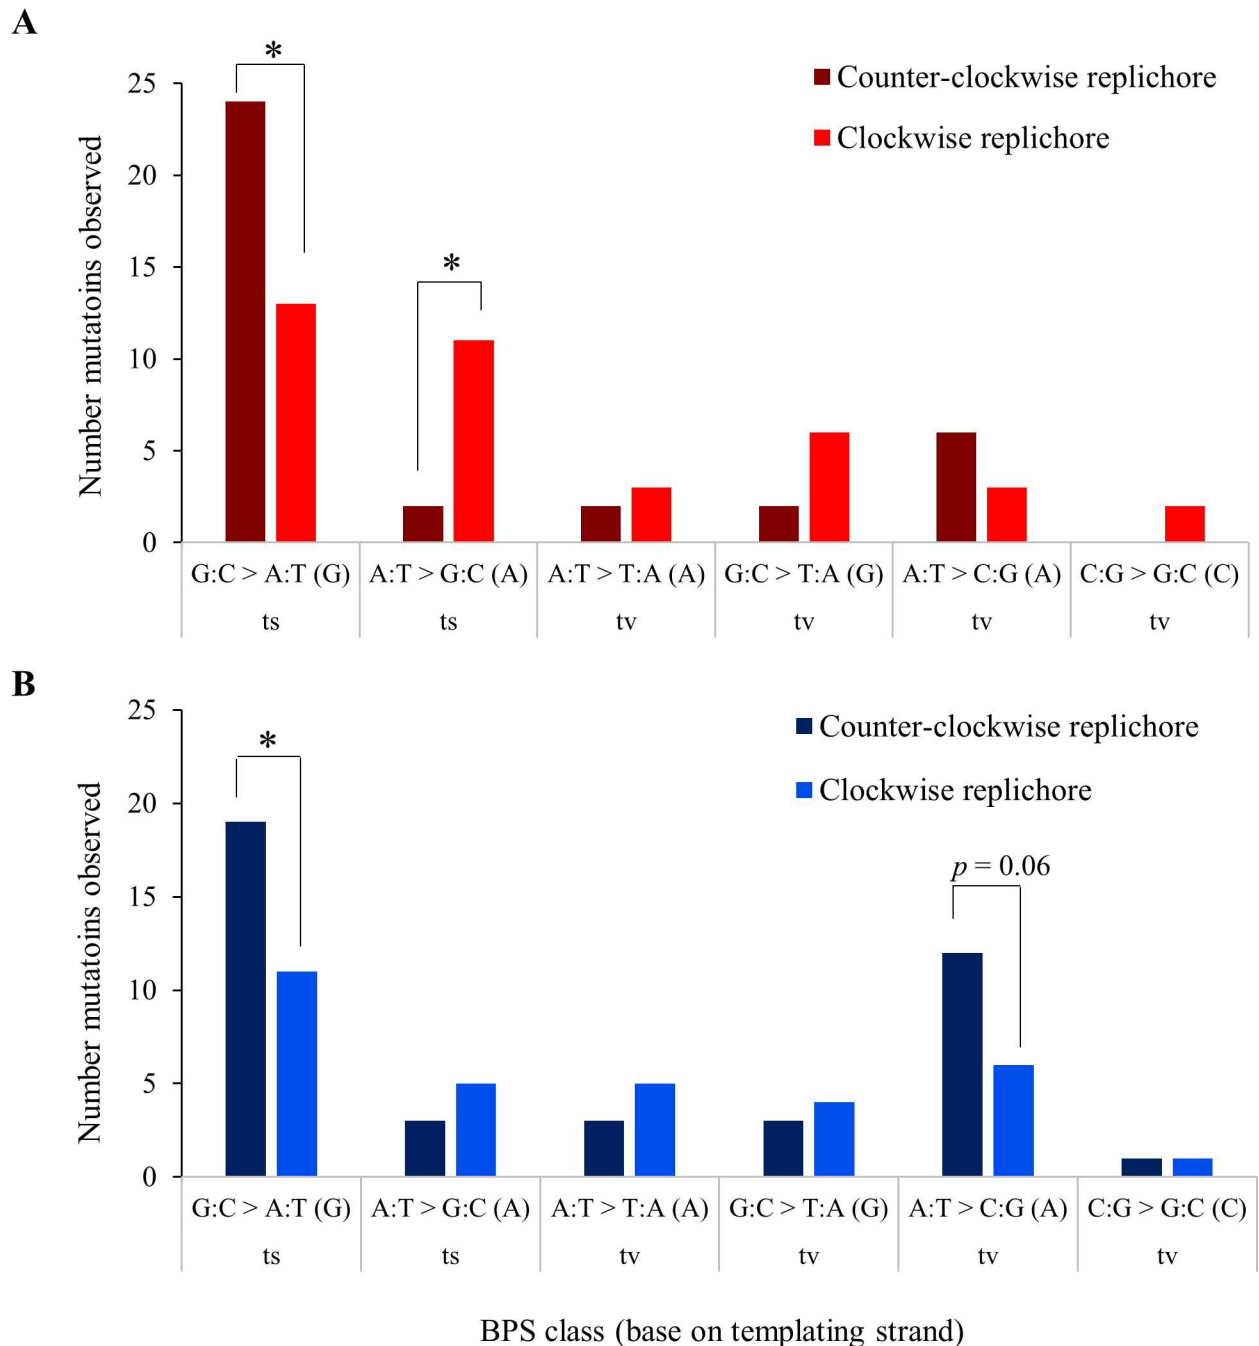 A
*
*
25
20
15
10
5
0
Number mutatoins observed
Counter-clockwise replichore
Clockwise replichore
G:C > A:T (G) A:T > G:C (A) A:T > T:A (A) G:C > T:A (G) A:T > C:G (A) C:G > G:C (C)
ts ts tv tv tv tv
B
*
p = 0.06
25
20
15
10
5
0
Number mutatoins observed
Counter-clockwise replichore
Clockwise replichore
G:C > A:T (G) A:T > G:C (A) A:T > T:A (A) G:C > T:A (G) A:T > C:G (A) C:G > G:C (C)
ts ts tv tv tv tv
BPS class (base on templating strand)